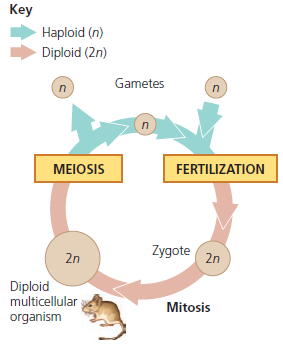 Key
Haploid (n)
Diploid (2n)
Gametes
n
n
n
MEIOSIS
FERTILIZATION
2n
Zygote
2n
Diploid
multicellular
organism
Mitosis